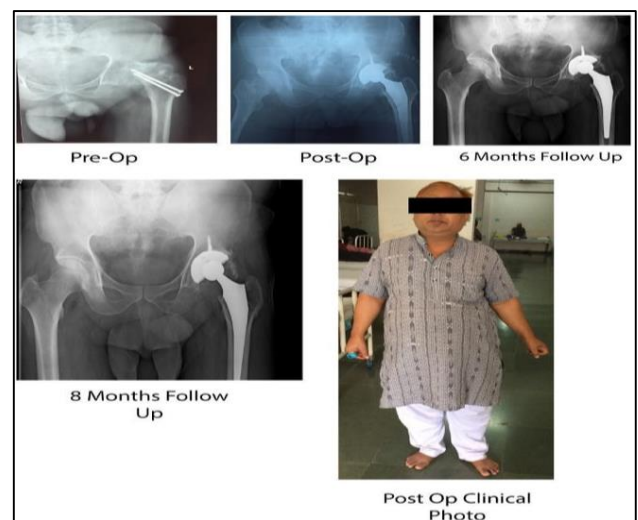 Pre-Op
Post-Op
6 Months Follow Up
8 Months Follow
Up
Post Op Clinical
Photo